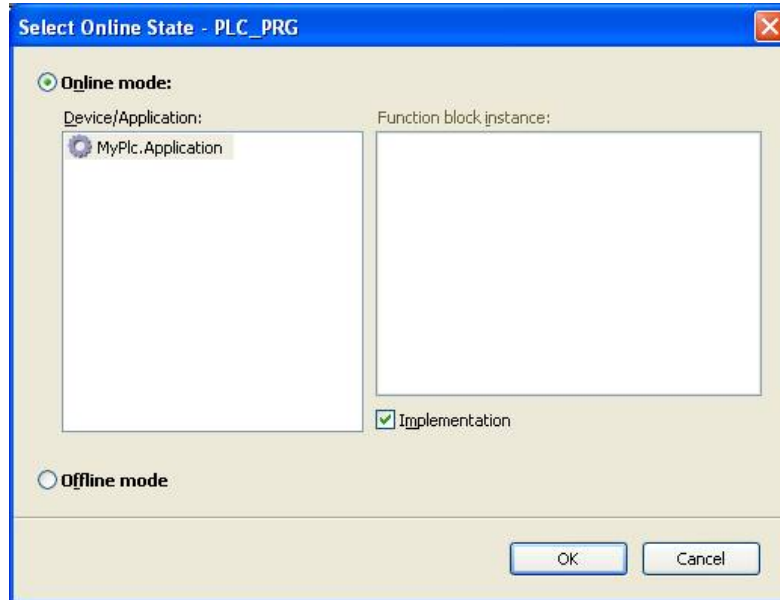 Select Online State - PLC_PRG
Online mode:
Device/Application:
Function block instance:
MyPlc.Application
Implementation
Offline mode
OK
Cancel